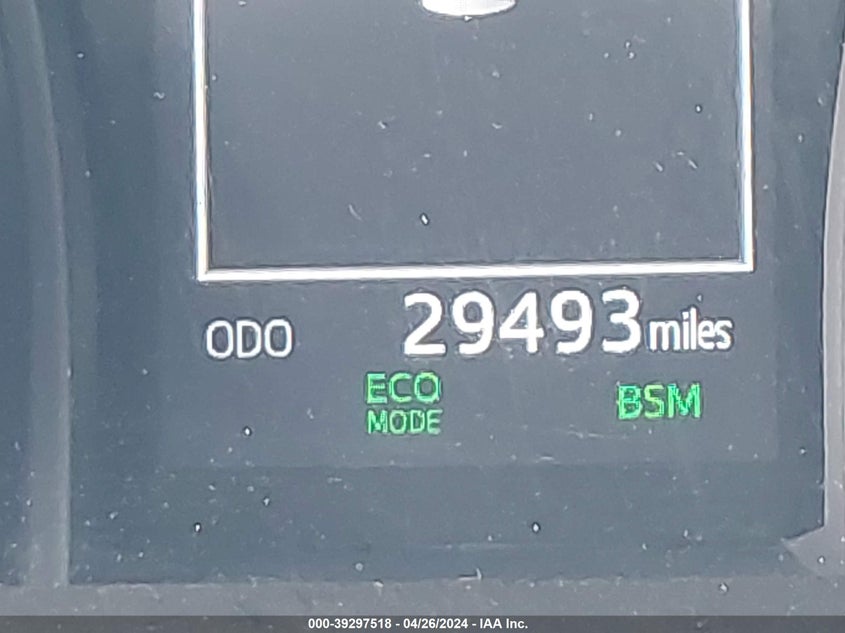 ODO 29493 miles
ECO BSM
MODE
000-39297518 - 04/26/2024 - IAA Inc.